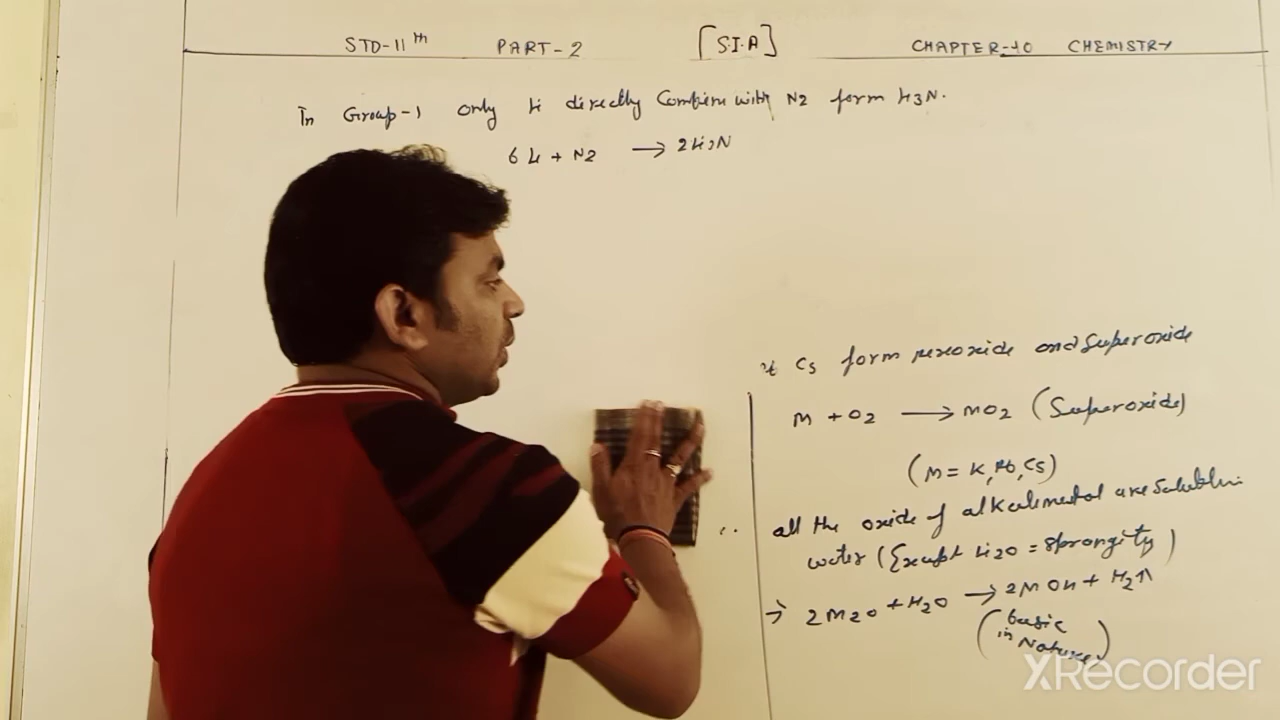 STD-11th PART-2 [S.I.A] CHAPTER-10 CHEMISTRY
In Group-1 only Li directly Combine with N2 form Li3N.
6 Li + N2 → 2Li3N
Cs form peroxide and Superoxide
M + O2 → MO2 (Superoxide)
(M = K, Rb, Cs)
all the oxide of alkali metal are Soluble in
water (Except Li2O = sparingly)
→ 2M2O + H2O → 2MOH + H2↑
(basic
in Nature)
XRecorder